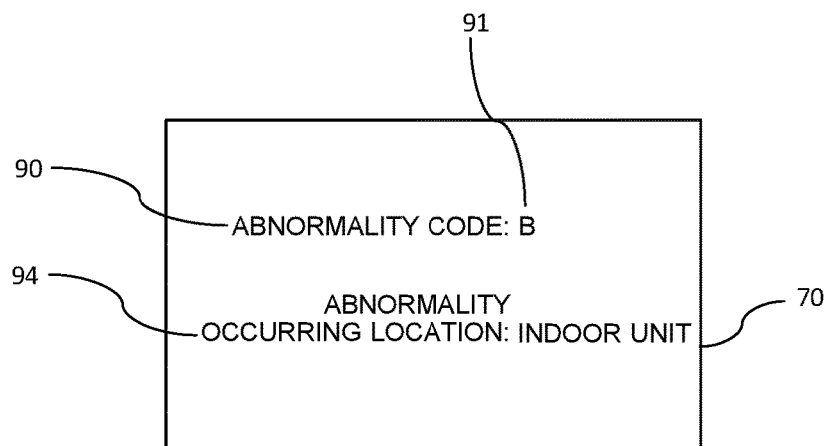 91
90
ABNORMALITY CODE: B
94
ABNORMALITY
70
OCCURRING LOCATION: INDOOR UNIT